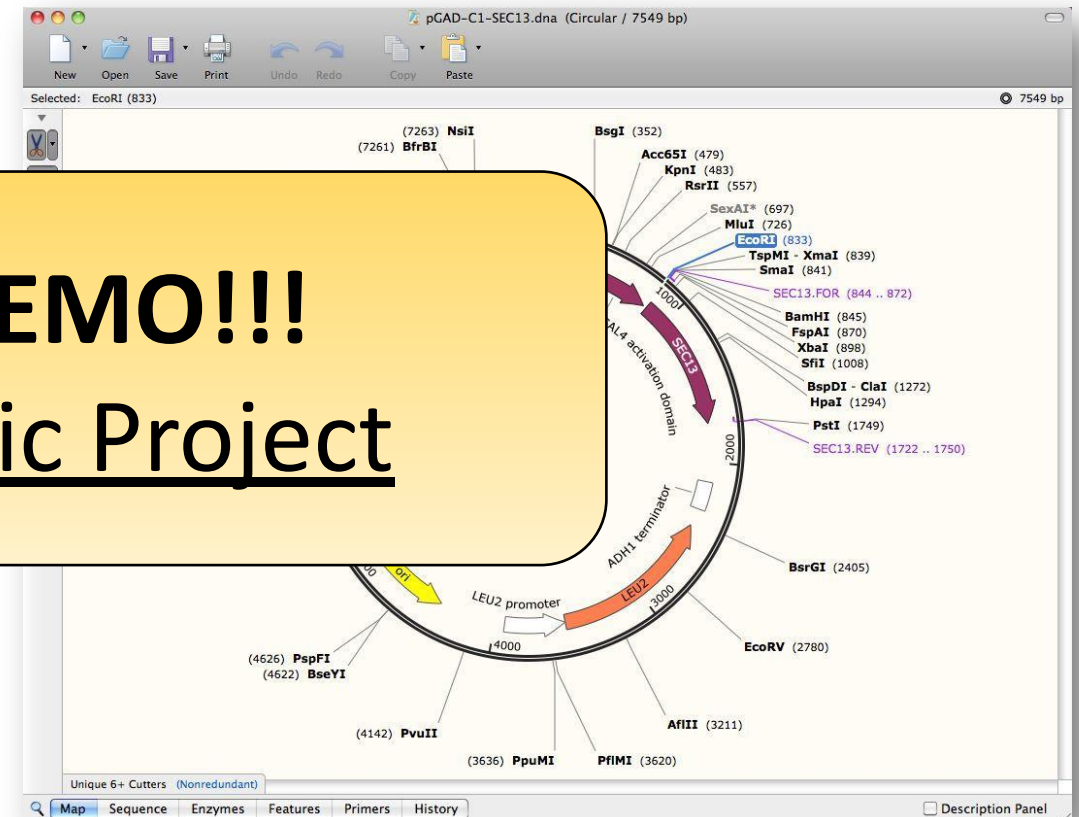 pGAD-C1-SEC13.dna (Circular / 7549 bp)
New Open Save Print Undo Redo Copy Paste
Selected: EcoRI (833)
7549 bp
(7263) NsiI
(7261) BfrBI
BsgI (352)
Acc65I (479)
KpnI (483)
RsrII (557)
SexAI* (697)
MluI (726)
EcoRI (833)
TspMI - XmaI (839)
SmaI (841)
SEC13.FOR (844 .. 872)
BamHI (845)
FspAI (870)
XbaI (898)
SfiI (1008)
BspDI - ClaI (1272)
HpaI (1294)
PstI (1749)
SEC13.REV (1722 .. 1750)
EMO!!!
ic Project
1000
SEC13
AL4 activation domain
2000
ADH1 terminator
LEU2
3000
LEU2 promoter
4000
ori
BsrGI (2405)
EcoRV (2780)
AflII (3211)
PflMI (3620)
(3636) PpuMI
(4142) PvuII
(4626) PspFI
(4622) BseYI
Unique 6+ Cutters (Nonredundant)
Map Sequence Enzymes Features Primers History
Description Panel